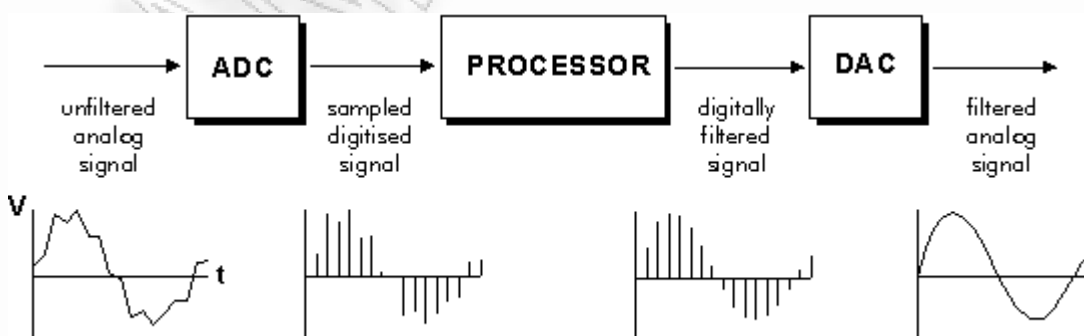 ADC
PROCESSOR
DAC
unfiltered
analog
signal
sampled
digitised
signal
digitally
filtered
signal
filtered
analog
signal
V
t